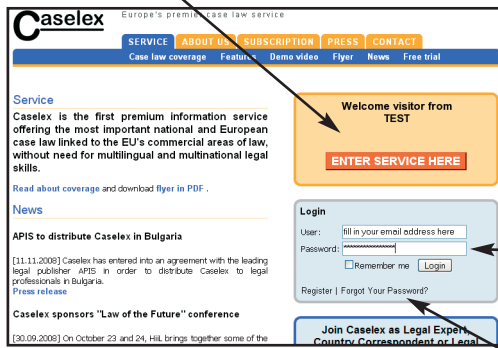 Caselex
Europe's premier case law service
SERVICE ABOUT US SUBSCRIPTION PRESS CONTACT
Case law coverage Features Demo video Flyer News Free trial
Service
Caselex is the first premium information service
offering the most important national and European
case law linked to the EU's commercial areas of law,
without need for multilingual and multinational legal
skills.
Read about coverage and download flyer in PDF .
News
APIS to distribute Caselex in Bulgaria
[11.11.2008] Caselex has entered into an agreement with the leading
legal publisher APIS in order to distribute Caselex to legal
professionals in Bulgaria.
Press release
Caselex sponsors "Law of the Future" conference
[30.09.2008] On October 23 and 24, HiiL brings together some of the
Welcome visitor from
TEST
ENTER SERVICE HERE
Login
User: fill in your email address here
Password: ****************
Remember me Login
Register | Forgot Your Password?
Join Caselex as Legal Expert,
Country Correspondent or Legal